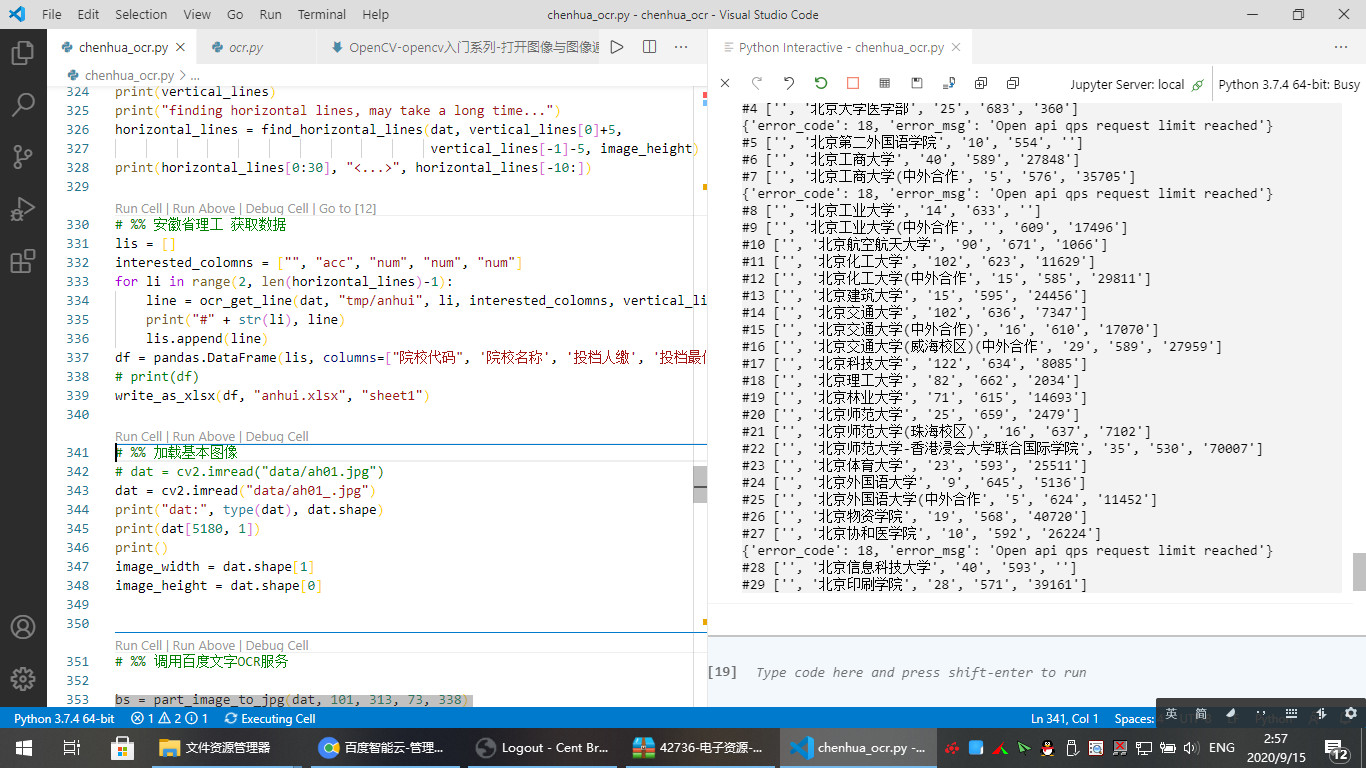 File Edit Selection View Go Run Terminal Help
chenhua_ocr.py - chenhua_ocr - Visual Studio Code
chenhua_ocr.py
ocr.py
OpenCV-opencv入门系列-打开图像与图像
chenhua_ocr.py > ...
324 print(vertical_lines)
325 print("finding horizontal lines, may take a long time...")
326 horizontal_lines = find_horizontal_lines(dat, vertical_lines[0]+5,
327 vertical_lines[-1]-5, image_height)
328 print(horizontal_lines[0:30], "<...>", horizontal_lines[-10:])
329
Run Cell | Run Above | Debug Cell | Go to [12]
330 # %% 安徽省理工 获取数据
331 lis = []
332 interested_colomns = ["", "acc", "num", "num", "num"]
333 for li in range(2, len(horizontal_lines)-1):
334 line = ocr_get_line(dat, "tmp/anhui", li, interested_colomns, vertical_li
335 print("#" + str(li), line)
336 lis.append(line)
337 df = pandas.DataFrame(lis, columns=["院校代码", '院校名称', '投档人缴', '投档最
338 # print(df)
339 write_as_xlsx(df, "anhui.xlsx", "sheet1")
340
Run Cell | Run Above | Debug Cell
341 # %% 加载基本图像
342 # dat = cv2.imread("data/ah01.jpg")
343 dat = cv2.imread("data/ah01_.jpg")
344 print("dat:", type(dat), dat.shape)
345 print(dat[5180, 1])
346 print()
347 image_width = dat.shape[1]
348 image_height = dat.shape[0]
349
350
Run Cell | Run Above | Debug Cell
351 # %% 调用百度文字OCR服务
352
353 bs = part_image_to_jpg(dat, 101, 313, 73, 338)
Python Interactive - chenhua_ocr.py
Jupyter Server: local
Python 3.7.4 64-bit: Busy
#4 ['', '北京大学医学部', '25', '683', '360']
{'error_code': 18, 'error_msg': 'Open api qps request limit reached'}
#5 ['', '北京第二外国语学院', '10', '554', '']
#6 ['', '北京工商大学', '40', '589', '27848']
#7 ['', '北京工商大学(中外合作', '5', '576', '35705']
{'error_code': 18, 'error_msg': 'Open api qps request limit reached'}
#8 ['', '北京工业大学', '14', '633', '']
#9 ['', '北京工业大学(中外合作', '', '609', '17496']
#10 ['', '北京航空航天大学', '90', '671', '1066']
#11 ['', '北京化工大学', '102', '623', '11629']
#12 ['', '北京化工大学(中外合作', '15', '585', '29811']
#13 ['', '北京建筑大学', '15', '595', '24456']
#14 ['', '北京交通大学', '102', '636', '7347']
#15 ['', '北京交通大学(中外合作)', '16', '610', '17070']
#16 ['', '北京交通大学(威海校区)(中外合作', '29', '589', '27959']
#17 ['', '北京科技大学', '122', '634', '8085']
#18 ['', '北京理工大学', '82', '662', '2034']
#19 ['', '北京林业大学', '71', '615', '14693']
#20 ['', '北京师范大学', '25', '659', '2479']
#21 ['', '北京师范大学(珠海校区)', '16', '637', '7102']
#22 ['', '北京师范大学-香港浸会大学联合国际学院', '35', '530', '70007']
#23 ['', '北京体育大学', '23', '593', '25511']
#24 ['', '北京外国语大学', '9', '645', '5136']
#25 ['', '北京外国语大学(中外合作', '5', '624', '11452']
#26 ['', '北京物资学院', '19', '568', '40720']
#27 ['', '北京协和医学院', '10', '592', '26224']
{'error_code': 18, 'error_msg': 'Open api qps request limit reached'}
#28 ['', '北京信息科技大学', '40', '593', '']
#29 ['', '北京印刷学院', '28', '571', '39161']
[19] Type code here and press shift-enter to run
Python 3.7.4 64-bit 1 2 1 Executing Cell
Ln 341, Col 1 Spaces:
英 简
文件资源管理器
百度智能云-管理...
Logout - Cent Br...
42736-电子资源-...
chenhua_ocr.py -...
ENG
2:57
2020/9/15
12